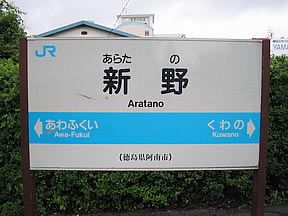 JR
あらた の
新野
Aratano
あわふくい くわの
Awa-Fukui Kuwano
(徳島県阿南市)